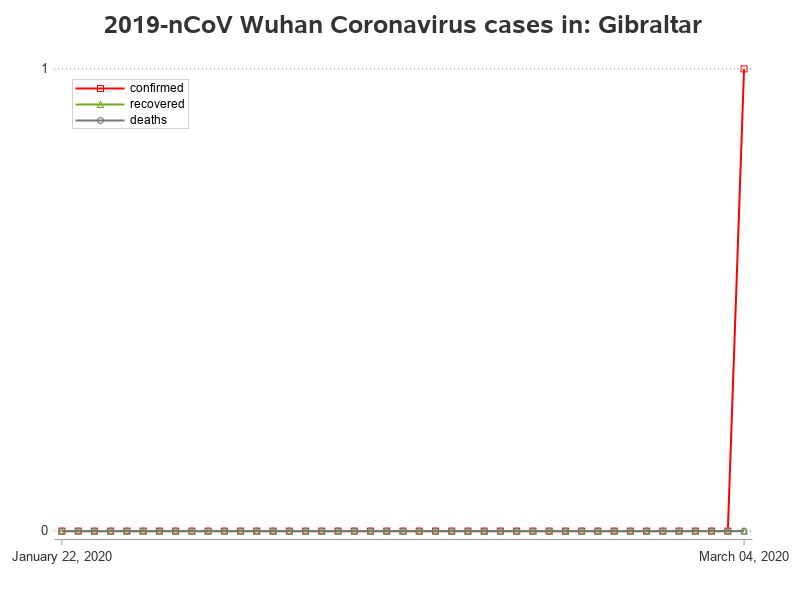 2019-nCoV Wuhan Coronavirus cases in: Gibraltar
1
confirmed
recovered
deaths
0
January 22, 2020
March 04, 2020